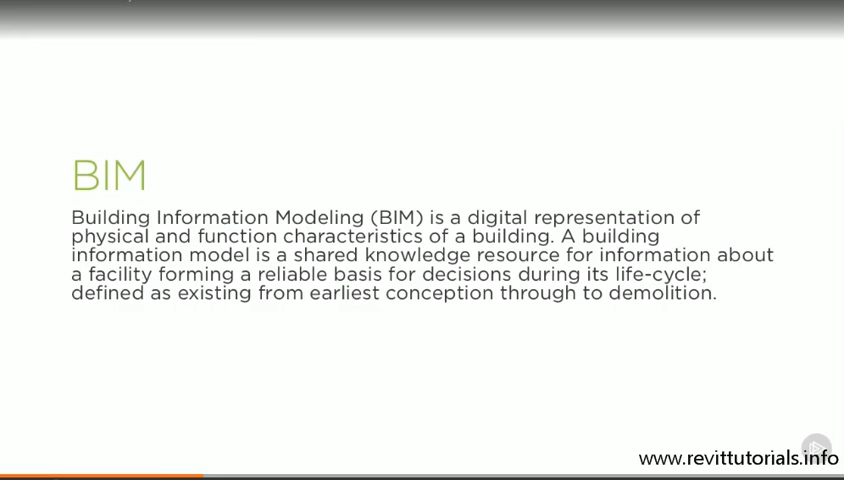 BIM
Building Information Modeling (BIM) is a digital representation of
physical and function characteristics of a building. A building
information model is a shared knowledge resource for information about
a facility forming a reliable basis for decisions during its life-cycle;
defined as existing from earliest conception through to demolition.
www.revittutorials.info